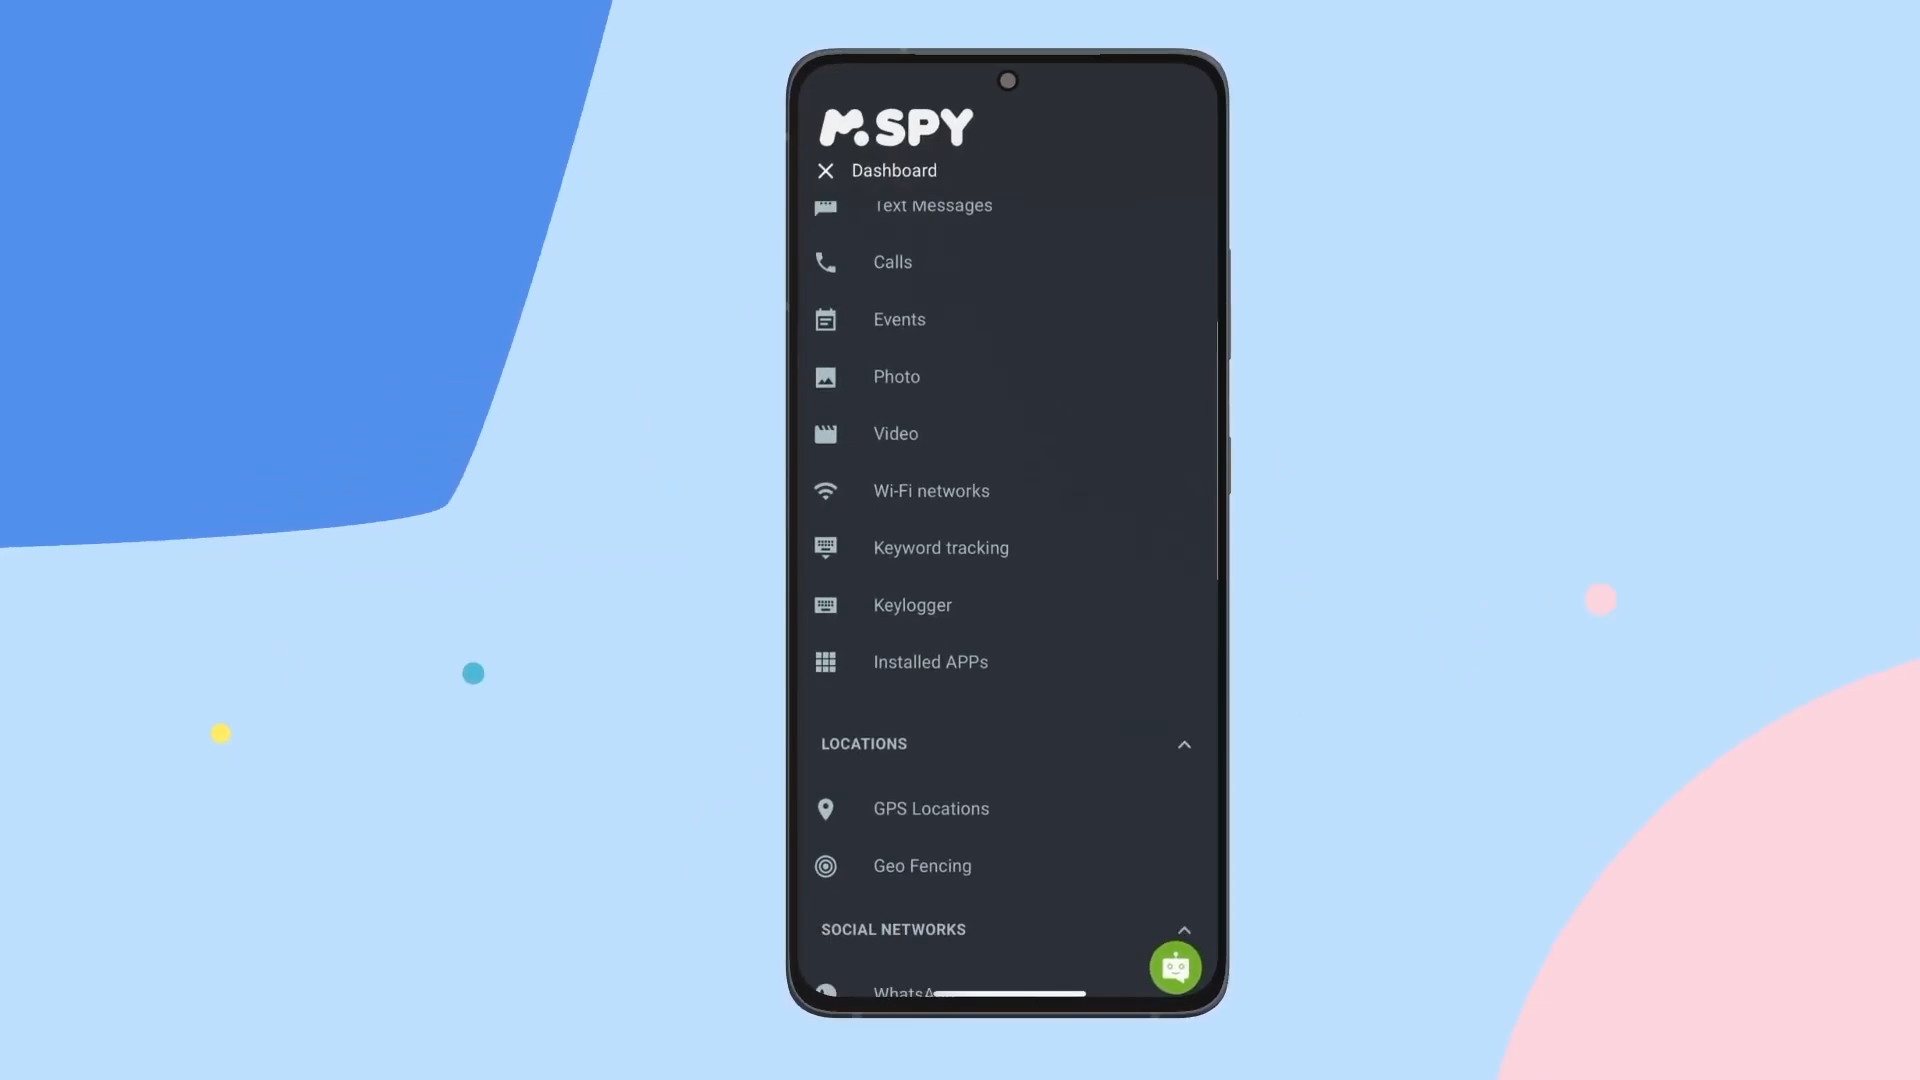 M.SPY
Dashboard
Text Messages
Calls
Events
Photo
Video
Wi-Fi networks
Keyword tracking
Keylogger
Installed APPs
LOCATIONS
GPS Locations
Geo Fencing
SOCIAL NETWORKS